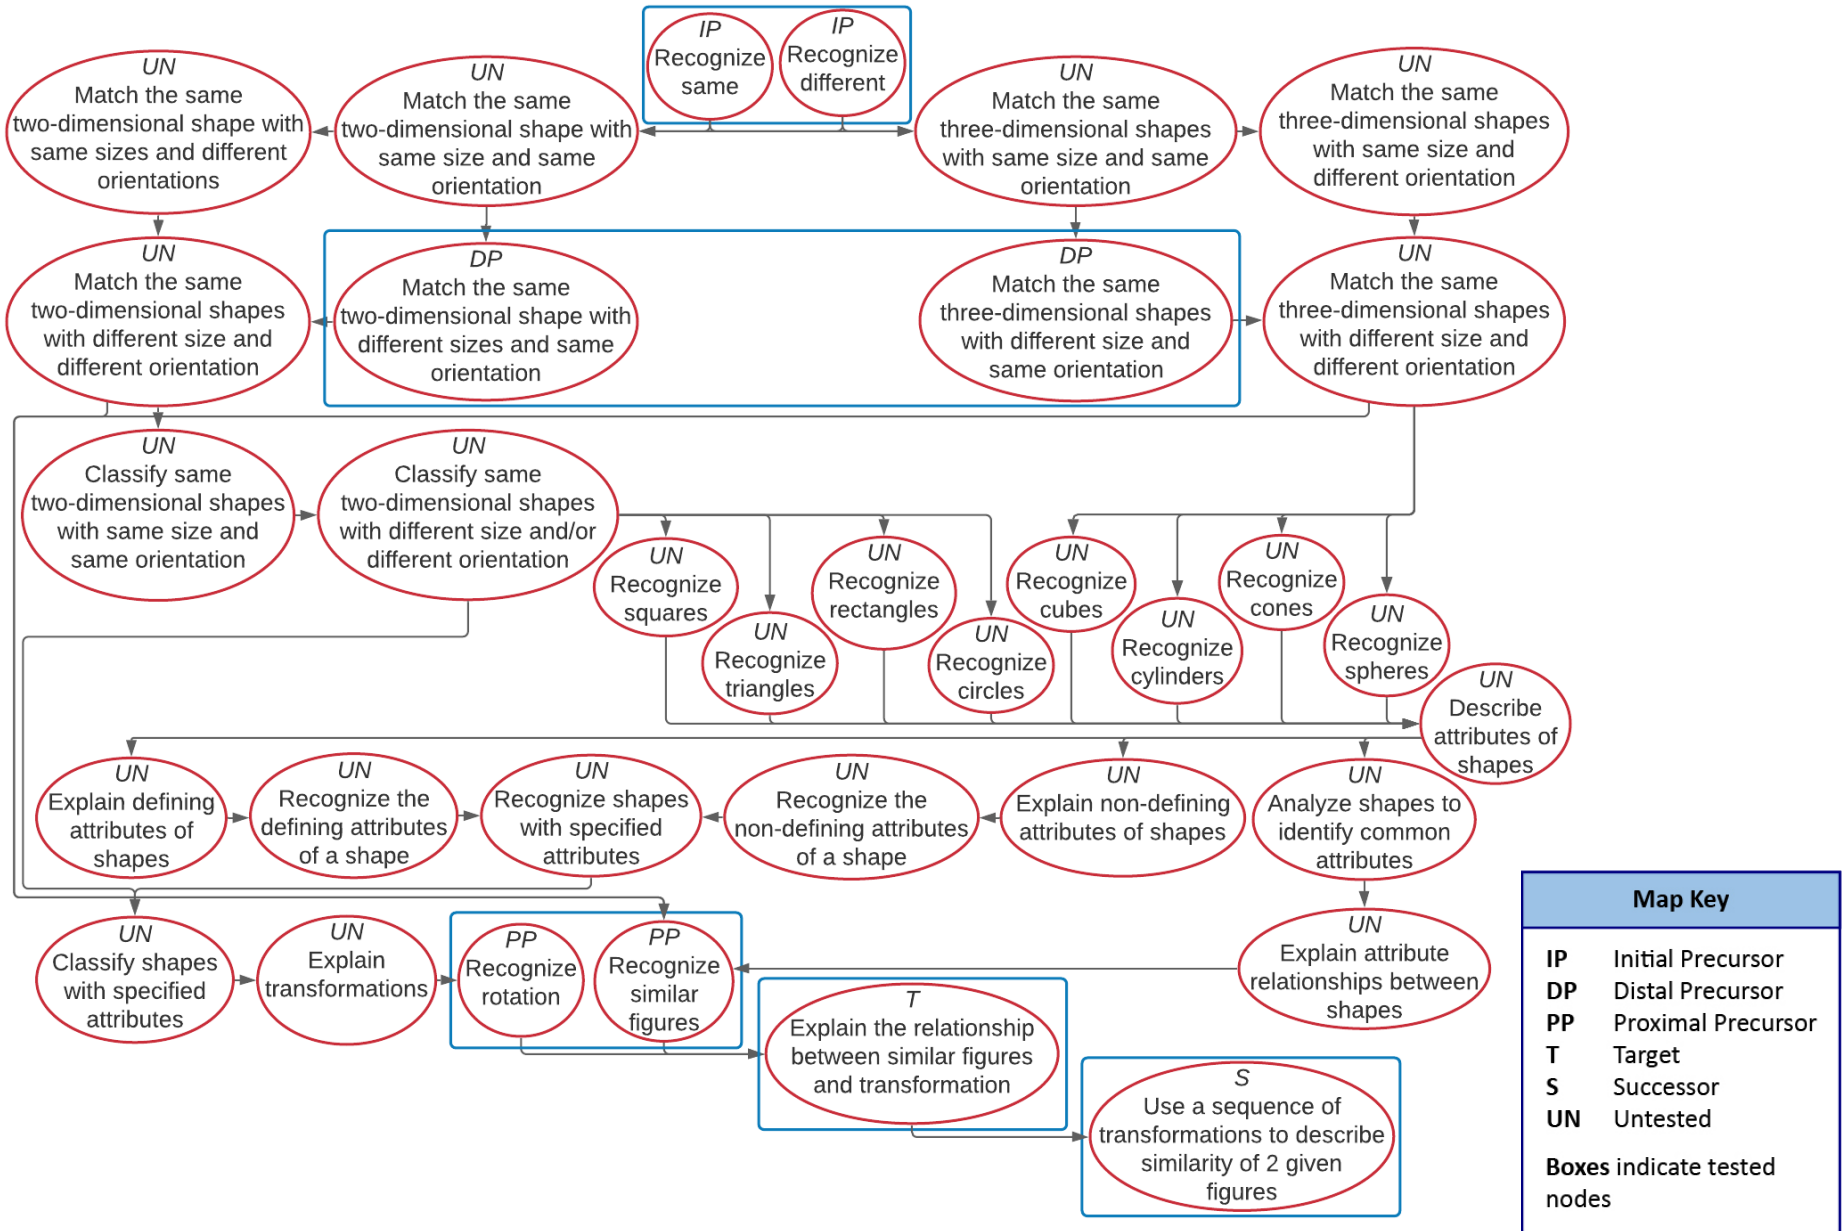 IP
Recognize
same
IP
Recognize
different
UN
Match the same
two-dimensional shape with
same sizes and different
orientations
UN
Match the same
two-dimensional shape with
same size and same
orientation
UN
Match the same
three-dimensional shapes
with same size and same
orientation
UN
Match the same
three-dimensional shapes
with same size and
different orientation
UN
Match the same
two-dimensional shapes
with different size and
different orientation
DP
Match the same
two-dimensional shape with
different sizes and same
orientation
DP
Match the same
three-dimensional shapes
with different size and
same orientation
UN
Match the same
three-dimensional shapes
with different size and
different orientation
UN
Classify same
two-dimensional shapes
with same size and
same orientation
UN
Classify same
two-dimensional shapes
with different size and/or
different orientation
UN
Recognize
squares
UN
Recognize
triangles
UN
Recognize
rectangles
UN
Recognize
circles
UN
Recognize
cubes
UN
Recognize
cylinders
UN
Recognize
cones
UN
Recognize
spheres
UN
Describe
attributes of
shapes
UN
Explain defining
attributes of
shapes
UN
Recognize the
defining attributes
of a shape
UN
Recognize shapes
with specified
attributes
UN
Recognize the
non-defining attributes
of a shape
UN
Explain non-defining
attributes of shapes
UN
Analyze shapes to
identify common
attributes
UN
Classify shapes
with specified
attributes
UN
Explain
transformations
PP
Recognize
rotation
PP
Recognize
similar
figures
UN
Explain attribute
relationships between
shapes
T
Explain the relationship
between similar figures
and transformation
S
Use a sequence of
transformations to describe
similarity of 2 given
figures
Map Key
IP Initial Precursor
DP Distal Precursor
PP Proximal Precursor
T Target
S Successor
UN Untested
Boxes indicate tested
nodes